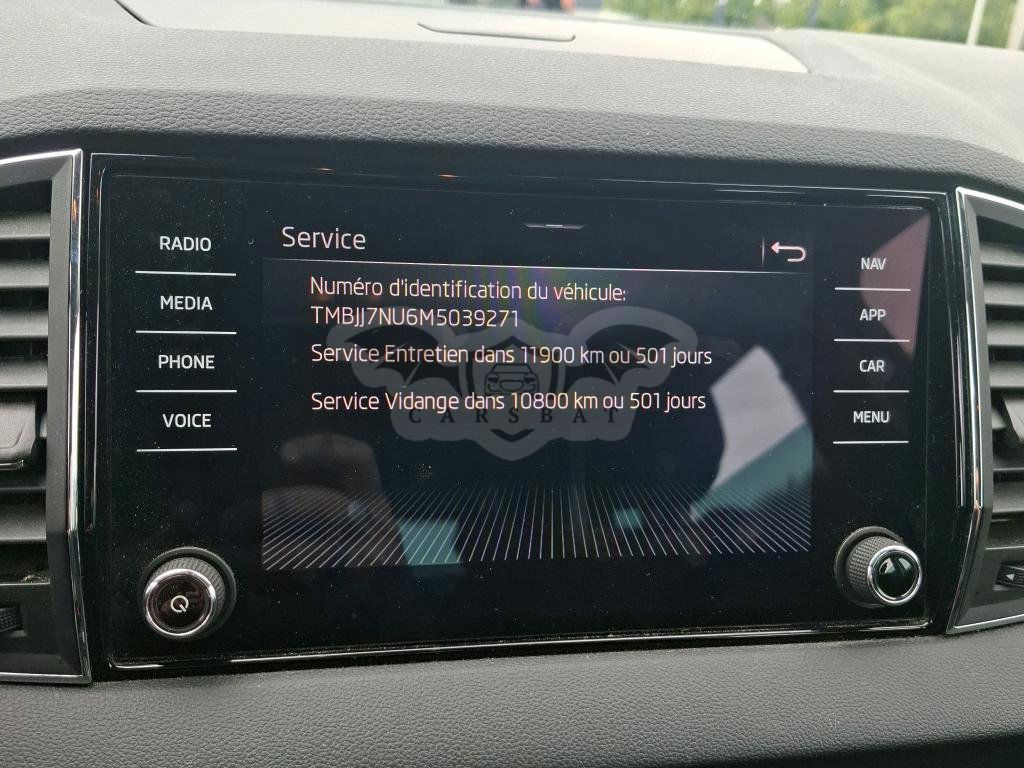 RADIO
MEDIA
PHONE
VOICE
Service
Numéro d'identification du véhicule:
TMBJJ7NU6M5039271
Service Entretien dans 11900 km ou 501 jours
Service Vidange dans 10800 km ou 501 jours
CARSBAT
NAV
APP
CAR
MENU